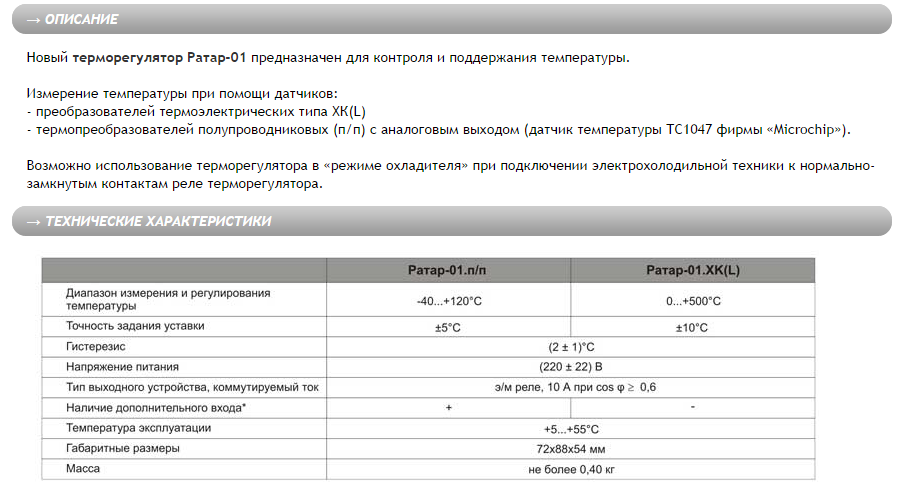 → ОПИСАНИЕ
Новый терморегулятор Ратар-01 предназначен для контроля и поддержания температуры.
Измерение температуры при помощи датчиков:
- преобразователей термоэлектрических типа ХК(L)
- термопреобразователей полупроводниковых (п/п) с аналоговым выходом (датчик температуры ТС1047 фирмы «Microchip»).
Возможно использование терморегулятора в «режиме охладителя» при подключении электрохолодильной техники к нормально-
замкнутым контактам реле терморегулятора.
→ ТЕХНИЧЕСКИЕ ХАРАКТЕРИСТИКИ
Ратар-01.п/п Ратар-01.ХК(L)
Диапазон измерения и регулирования
температуры -40...+120°С 0...+500°С
Точность задания уставки ±5°С ±10°С
Гистерезис (2 ± 1)°С
Напряжение питания (220 ± 22) В
Тип выходного устройства, коммутируемый ток э/м реле, 10 А при cos φ ≥ 0,6
Наличие дополнительного входа* + -
Температура эксплуатации +5...+55°С
Габаритные размеры 72х88х54 мм
Масса не более 0,40 кг